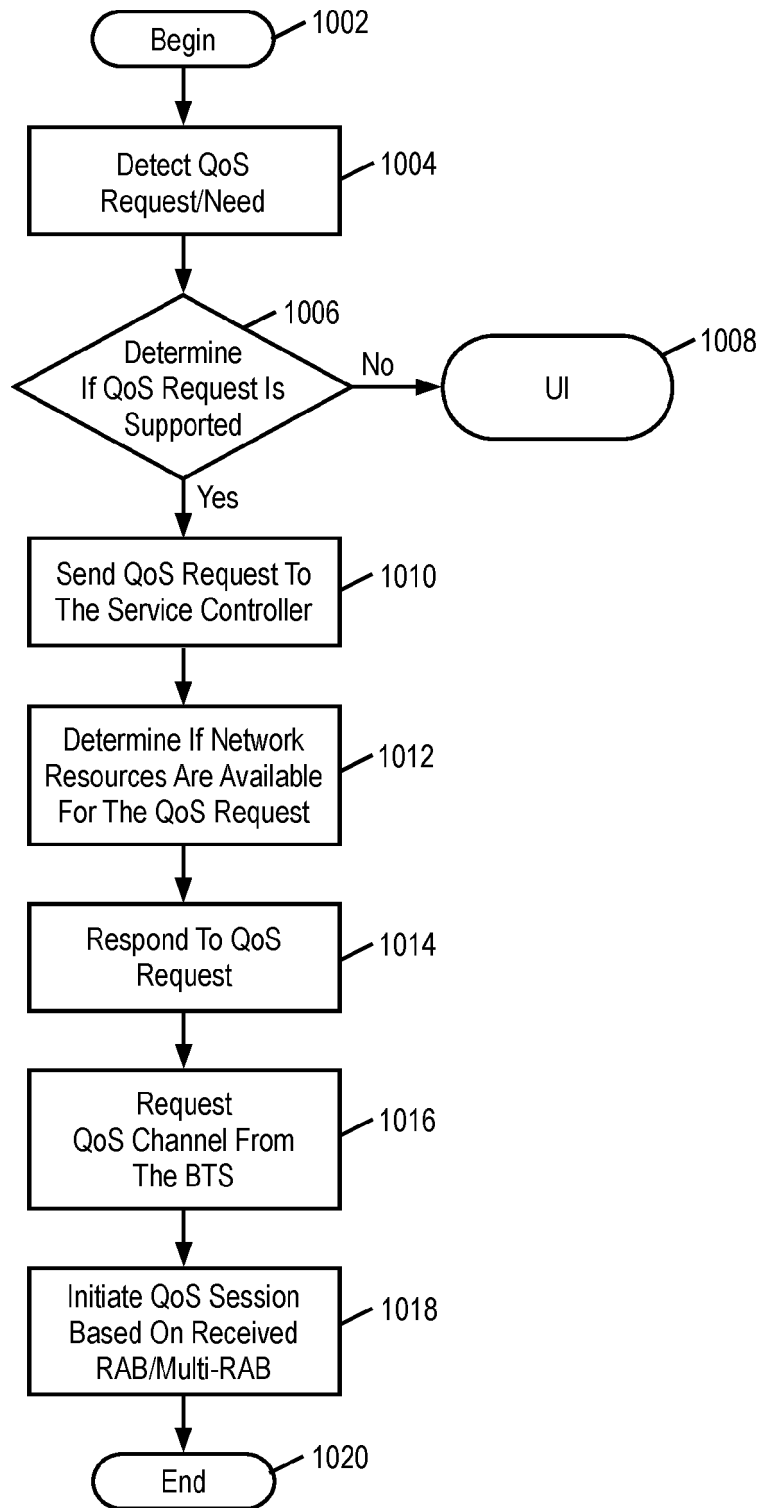 Begin
1002
Detect QoS
Request/Need
1004
1006
Determine
If QoS Request Is
Supported
No
UI
1008
Yes
Send QoS Request To
The Service Controller
1010
Determine If Network
Resources Are Available
For The QoS Request
1012
Respond To QoS
Request
1014
Request
QoS Channel From
The BTS
1016
Initiate QoS Session
Based On Received
RAB/Multi-RAB
1018
End
1020